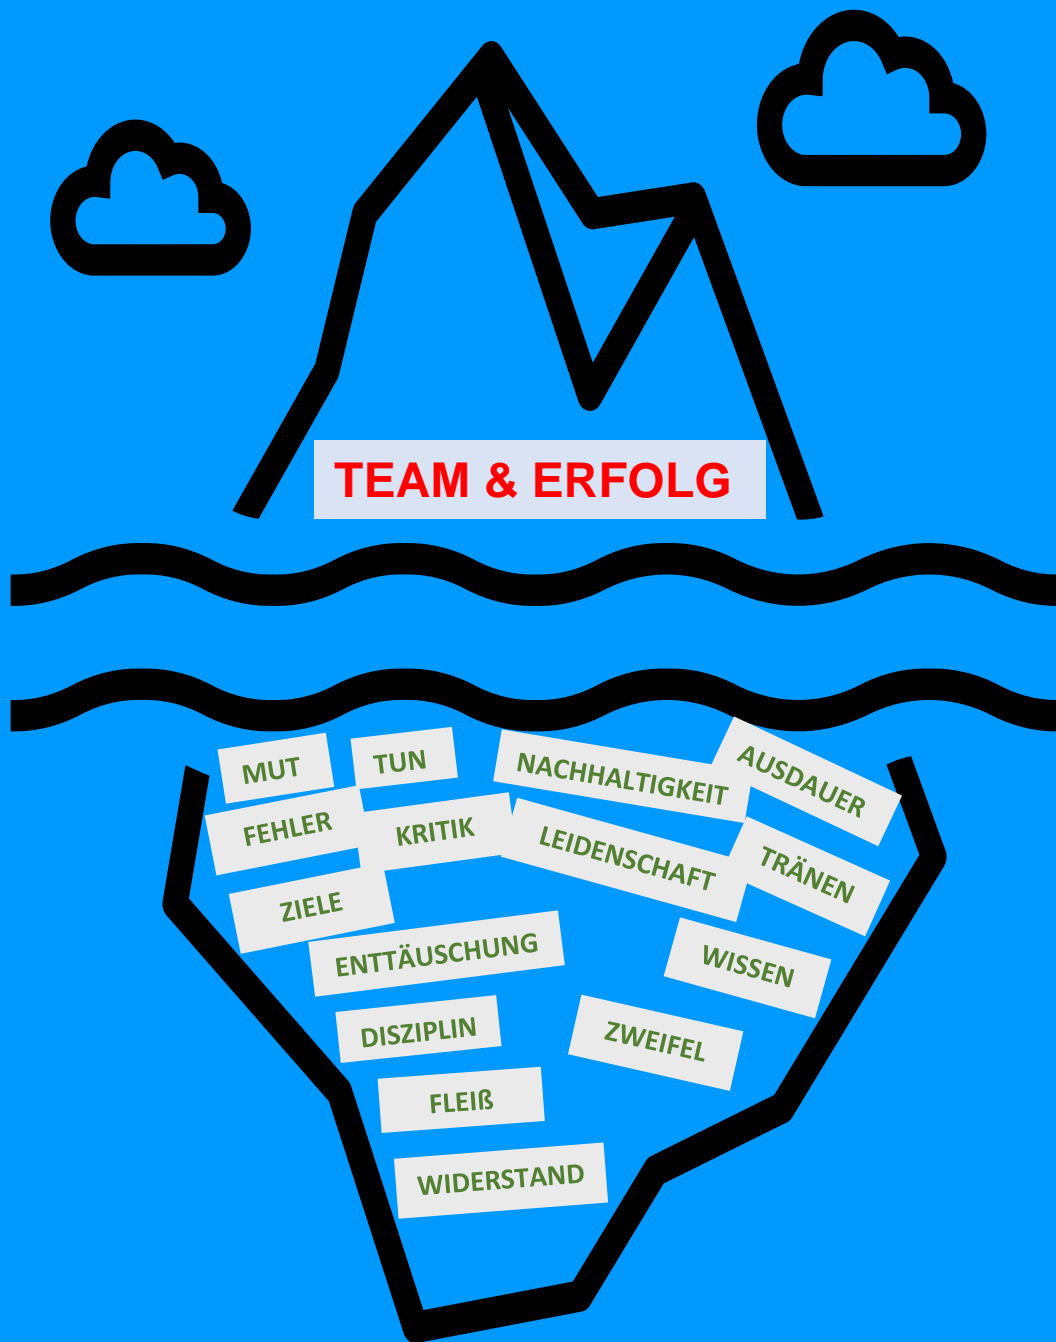 TEAM & ERFOLG
MUT
TUN
NACHHALTIGKEIT
AUSDAUER
FEHLER
KRITIK
LEIDENSCHAFT
TRÄNEN
ZIELE
ENTTÄUSCHUNG
WISSEN
DISZIPLIN
ZWEIFEL
FLEIß
WIDERSTAND